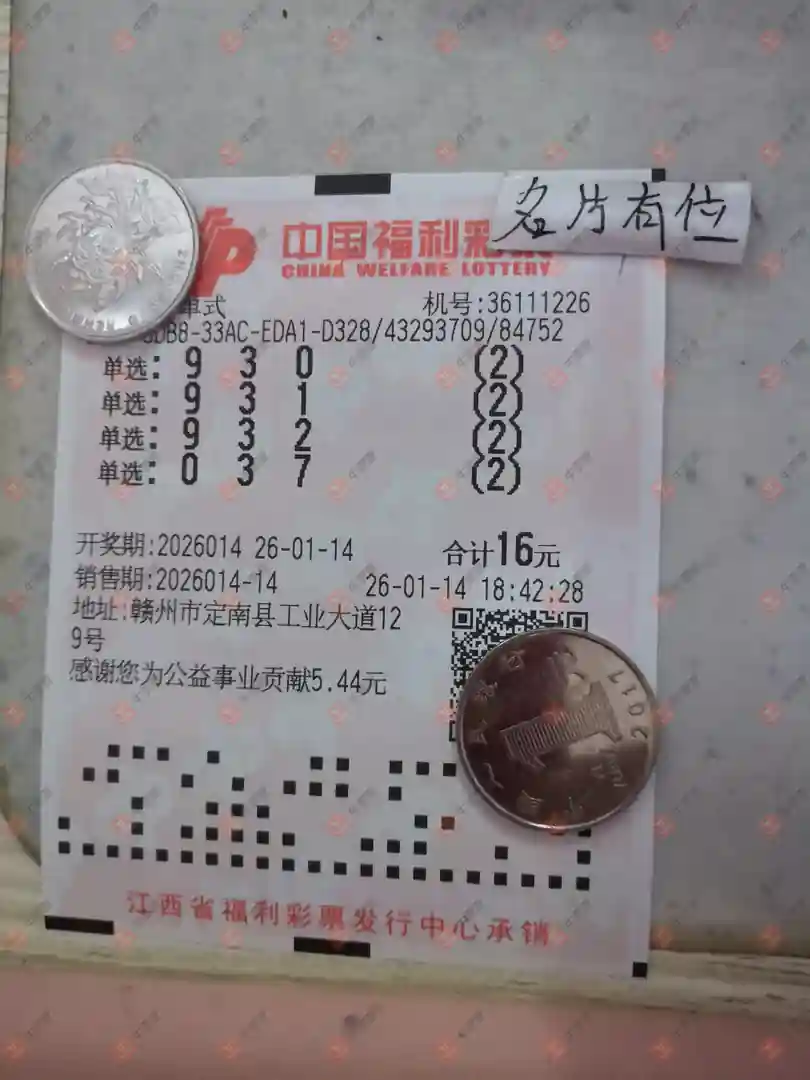 名片有位
中国福利彩
CHINA WELFARE LOTTERY
单式 机号:36111226
DB8-33AC-EDA1-D328/43293709/84752
单选: 9 3 0 (2)
单选: 9 3 1 (2)
单选: 9 3 2 (2)
单选: 0 3 7 (2)
开奖期:2026014 26-01-14 合计16元
销售期:2026014-14 26-01-14 18:42:28
地址:赣州市定南县工业大道12
9号
感谢您为公益事业贡献5.44元
2011
江西省福利彩票发行中心承销